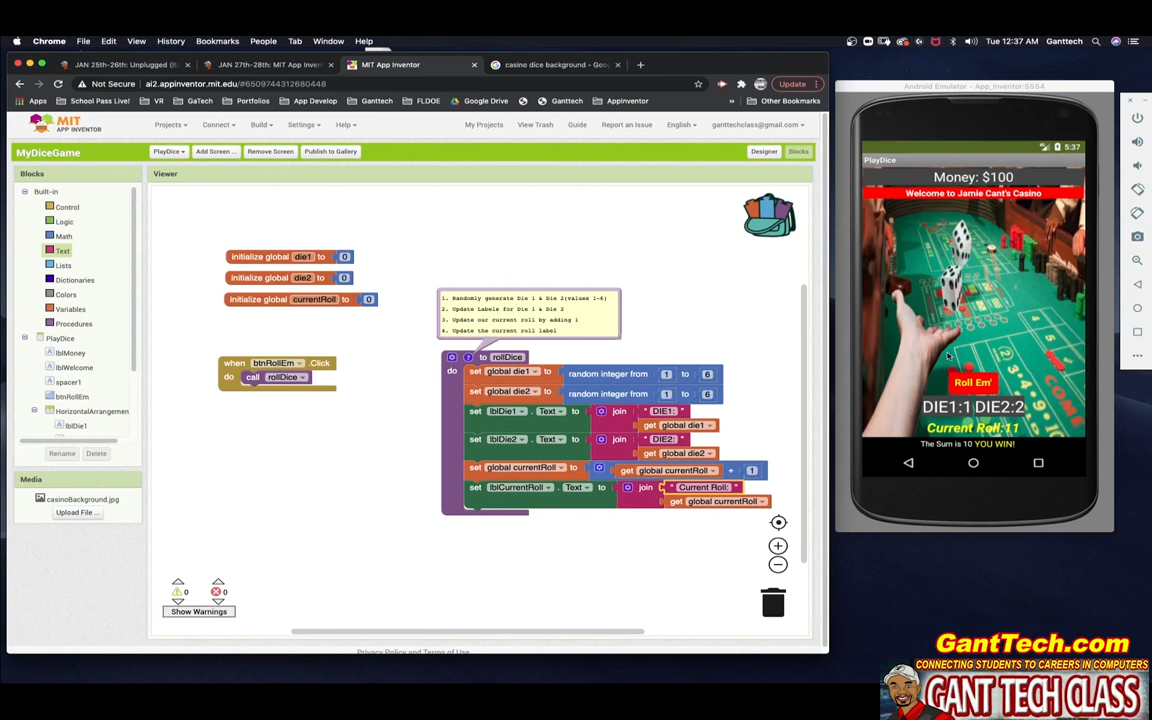 Chrome File Edit View History Bookmarks People Tab Window Help
Tue 12:37 AM Ganttech
JAN 25th-26th: Unplugged (B
JAN 27th-28th: MIT App Inven
MIT App Inventor
casino dice background - Goo
Not Secure ai2.appinventor.mit.edu/#6509744312680448
Update
Apps School Pass Live! VR GaTech Portfolios App Develop Ganttech FLDOE Google Drive Ganttech AppInventor Other Bookmarks
MIT
APP INVENTOR
Projects Connect Build Settings Help My Projects View Trash Guide Report an Issue English ganttechclass@gmail.com
MyDiceGame
PlayDice Add Screen ... Remove Screen Publish to Gallery Designer Blocks
Blocks
Viewer
Built-in
Control
Logic
Math
Text
Lists
Dictionaries
Colors
Variables
Procedures
PlayDice
lblMoney
lblWelcome
spacer1
btnRollEm
HorizontalArrangemen
lblDie1
Rename Delete
Media
casinoBackground.jpg
Upload File ...
initialize global die1 to 0
initialize global die2 to 0
initialize global currentRoll to 0
when btnRollEm .Click
do call rollDice
1. Randomly generate Die 1 & Die 2(values 1-6)
2. Update Labels for Die 1 & Die 2
3. Update our current roll by adding 1
4. Update the current roll label
? to rollDice
do set global die1 to random integer from 1 to 6
set global die2 to random integer from 1 to 6
set lblDie1 . Text to join " DIE1: "
get global die1
set lblDie2 . Text to join " DIE2: "
get global die2
set global currentRoll to get global currentRoll + 1
set lblCurrentRoll . Text to join " Current Roll: "
get global currentRoll
0 0
Show Warnings
Privacy Policy and Terms of Use
Android Emulator - App_Inventor:5554
5:37
PlayDice
Money: $100
Welcome to Jamie Cant's Casino
COME
Roll Em'
DIE1:1 DIE2:2
Current Roll:11
The Sum is 10 YOU WIN!
GantTech.com
CONNECTING STUDENTS TO CAREERS IN COMPUTERS
GANT TECH CLASS